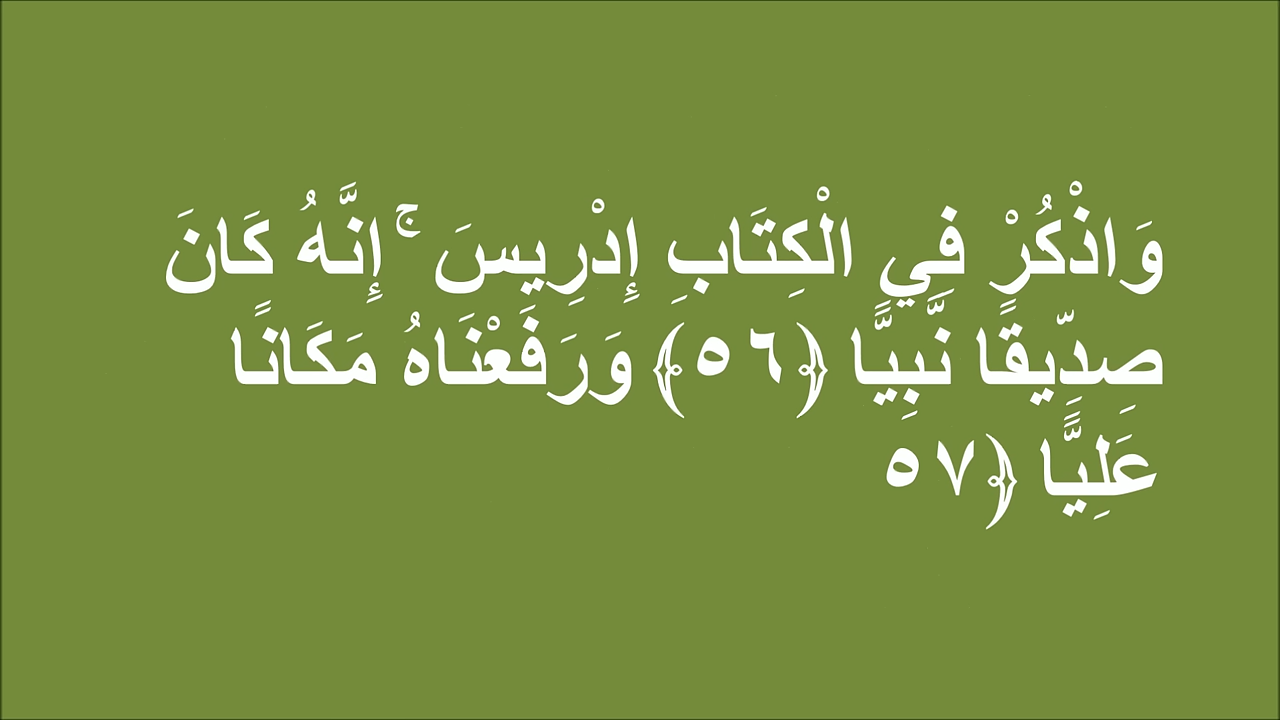 وَاذْكُرْ فِي الْكِتَابِ إِدْرِيسَ ۚ إِنَّهُ كَانَ
صِدِّيقًا نَّبِيًّا ﴿٥٦﴾ وَرَفَعْنَاهُ مَكَانًا
عَلِيًّا ﴿٥٧